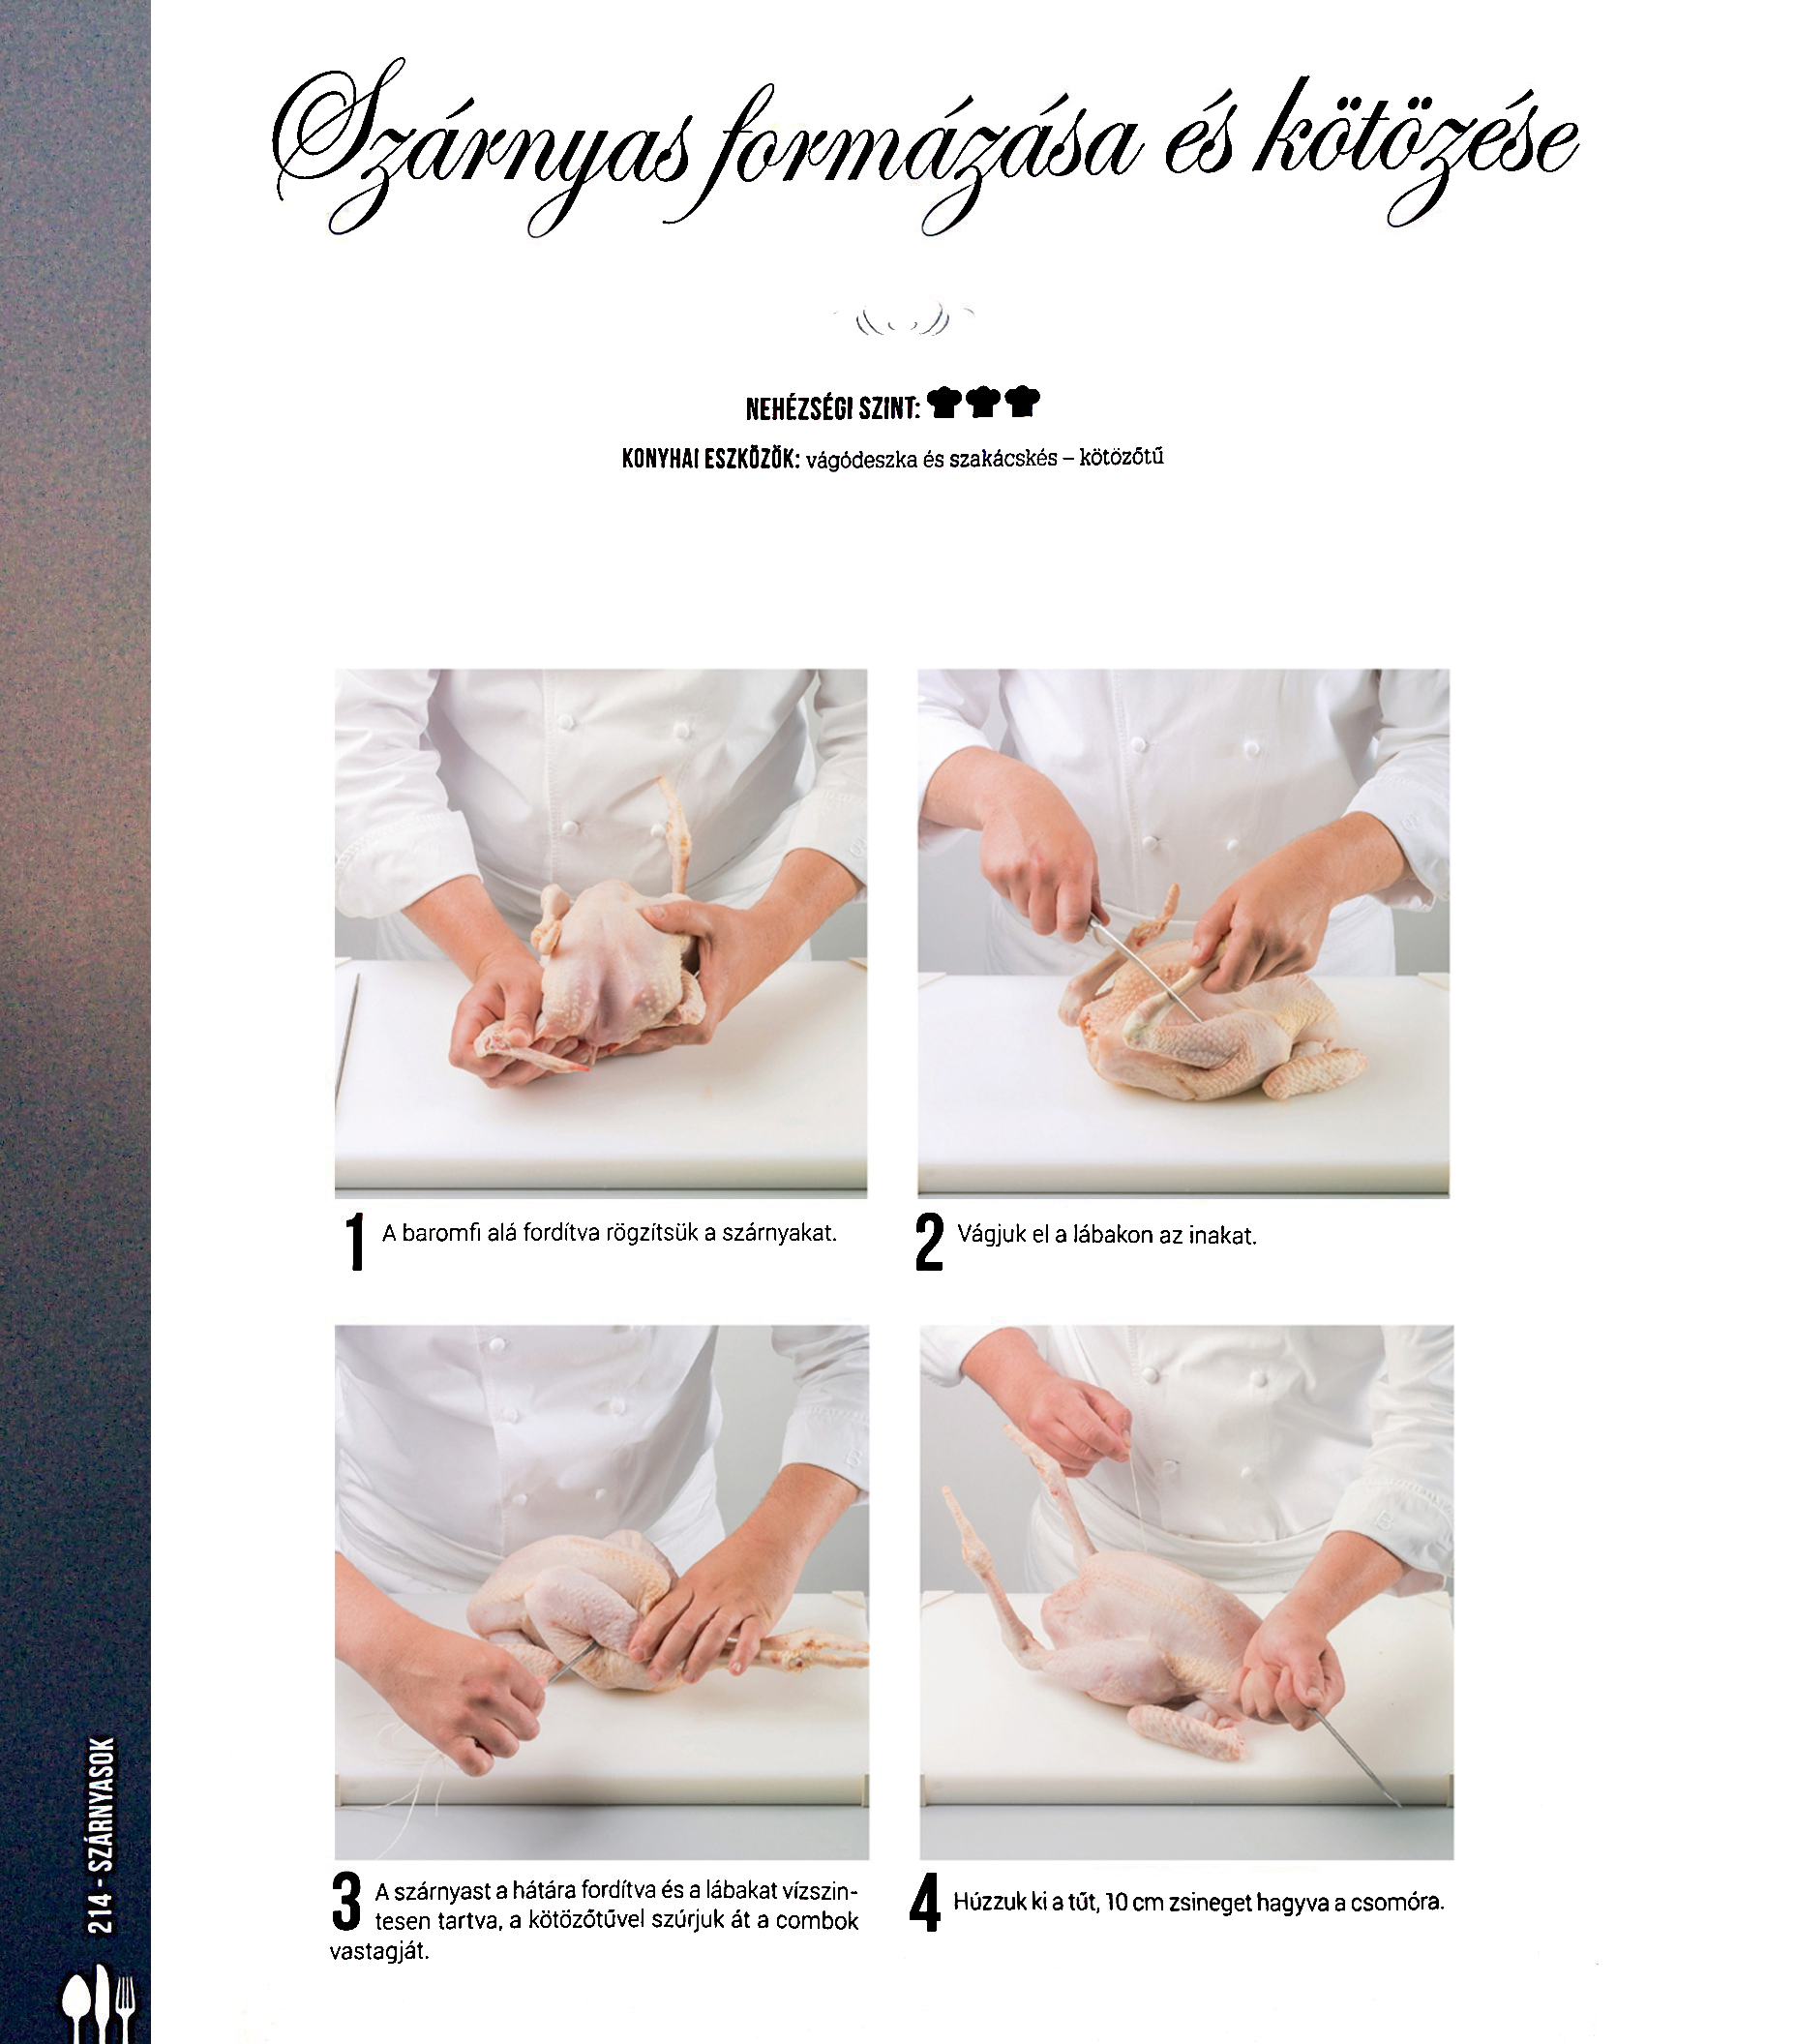 Szárnyas formázása és kötözése
NEHÉZSÉGI SZINT:
KONYHAI ESZKÖZÖK: vágódeszka és szakácskés – kötözőtű
1 A baromfi alá fordítva rögzítsük a szárnyakat.
2 Vágjuk el a lábakon az inakat.
3 A szárnyast a hátára fordítva és a lábakat vízszin-
tesen tartva, a kötözőtűvel szúrjuk át a combok
vastagját.
4 Húzzuk ki a tűt, 10 cm zsineget hagyva a csomóra.
214 - SZÁRNYASOK